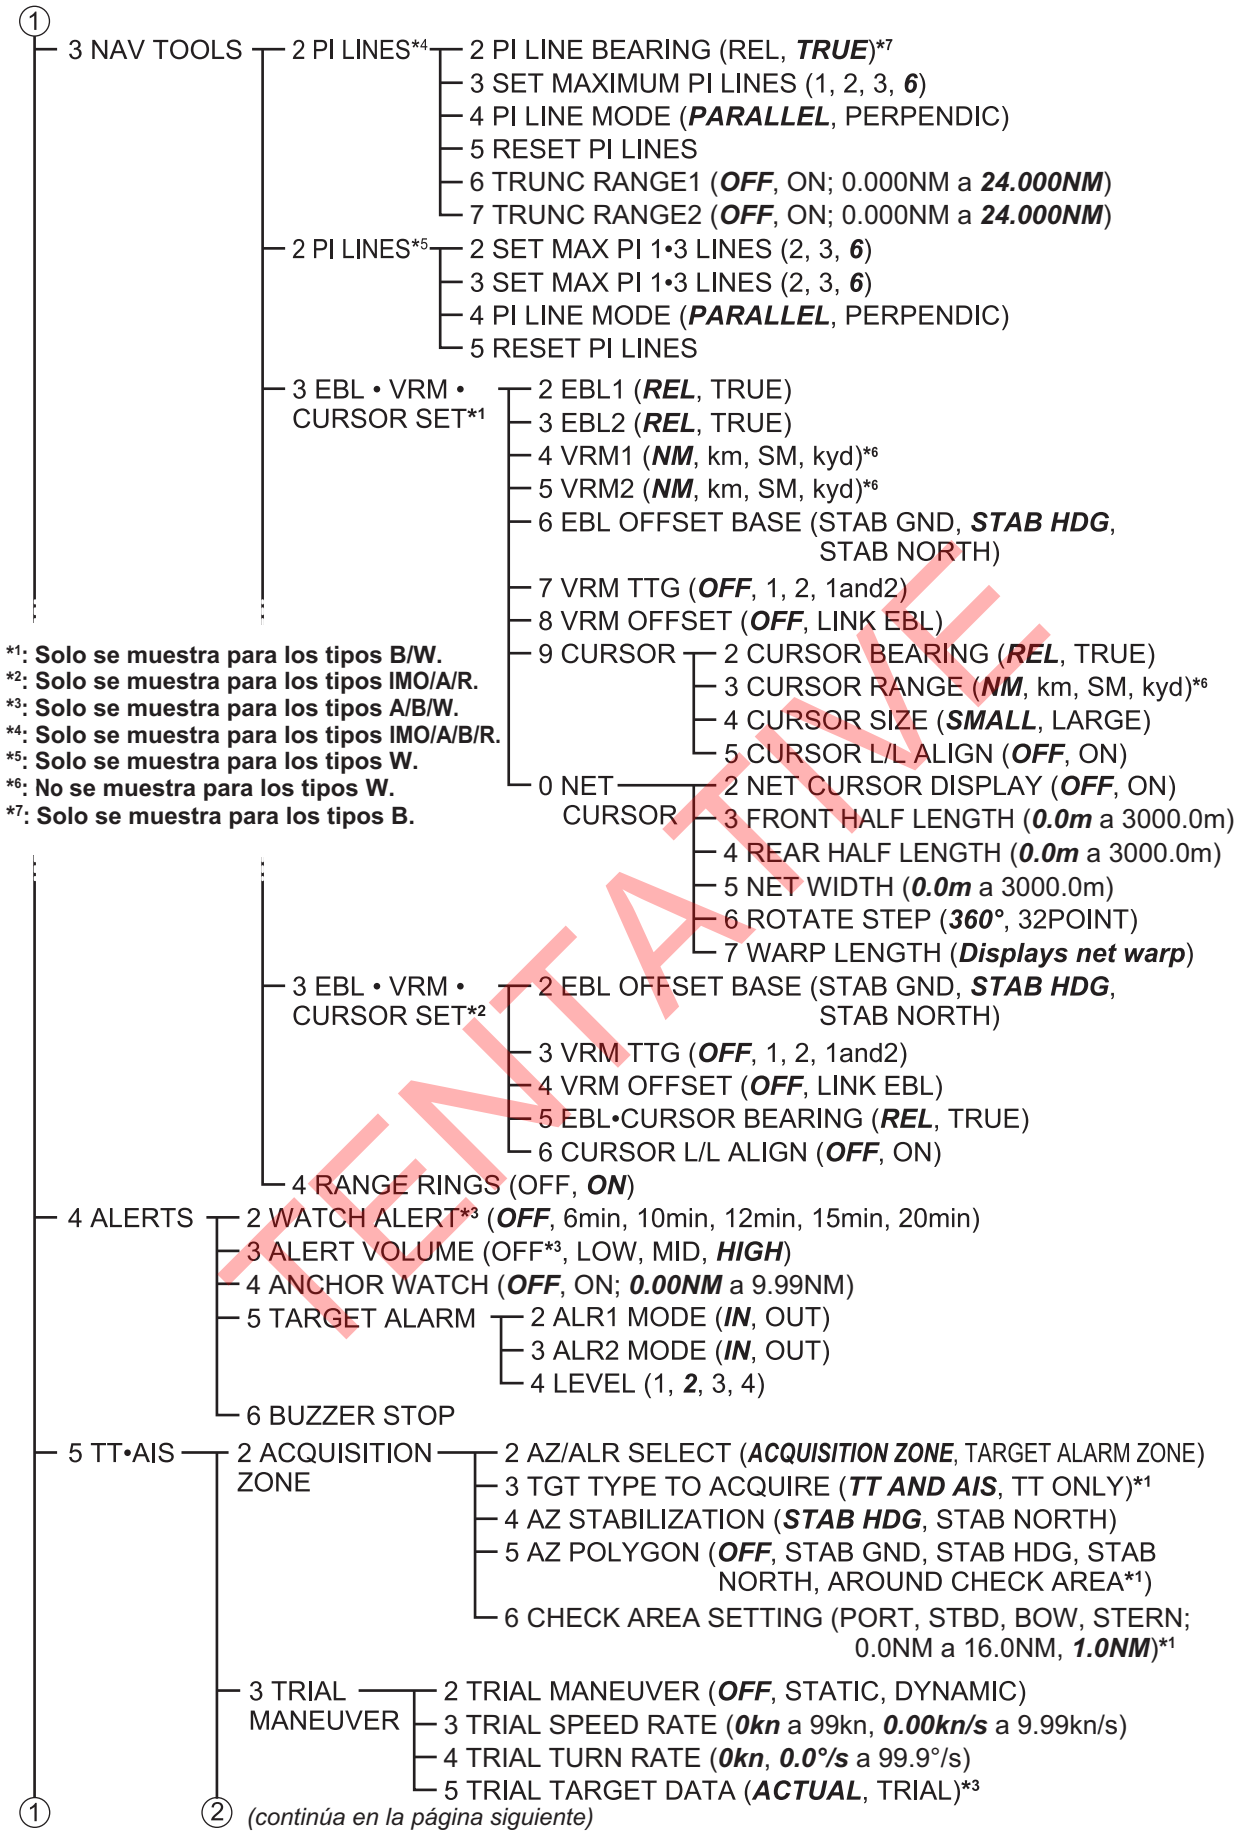 1
3 NAV TOOLS
2 PI LINES*4
2 PI LINE BEARING (REL, TRUE)*7
3 SET MAXIMUM PI LINES (1, 2, 3, 6)
4 PI LINE MODE (PARALLEL, PERPENDIC)
5 RESET PI LINES
6 TRUNC RANGE1 (OFF, ON; 0.000NM a 24.000NM)
7 TRUNC RANGE2 (OFF, ON; 0.000NM a 24.000NM)
2 PI LINES*5
2 SET MAX PI 1•3 LINES (2, 3, 6)
3 SET MAX PI 1•3 LINES (2, 3, 6)
4 PI LINE MODE (PARALLEL, PERPENDIC)
5 RESET PI LINES
3 EBL • VRM •
CURSOR SET*1
2 EBL1 (REL, TRUE)
3 EBL2 (REL, TRUE)
4 VRM1 (NM, km, SM, kyd)*6
5 VRM2 (NM, km, SM, kyd)*6
6 EBL OFFSET BASE (STAB GND, STAB HDG,
STAB NORTH)
7 VRM TTG (OFF, 1, 2, 1and2)
8 VRM OFFSET (OFF, LINK EBL)
9 CURSOR
2 CURSOR BEARING (REL, TRUE)
3 CURSOR RANGE (NM, km, SM, kyd)*6
4 CURSOR SIZE (SMALL, LARGE)
5 CURSOR L/L ALIGN (OFF, ON)
0 NET
CURSOR
2 NET CURSOR DISPLAY (OFF, ON)
3 FRONT HALF LENGTH (0.0m a 3000.0m)
4 REAR HALF LENGTH (0.0m a 3000.0m)
5 NET WIDTH (0.0m a 3000.0m)
6 ROTATE STEP (360°, 32POINT)
7 WARP LENGTH (Displays net warp)
*1: Solo se muestra para los tipos B/W.
*2: Solo se muestra para los tipos IMO/A/R.
*3: Solo se muestra para los tipos A/B/W.
*4: Solo se muestra para los tipos IMO/A/B/R.
*5: Solo se muestra para los tipos W.
*6: No se muestra para los tipos W.
*7: Solo se muestra para los tipos B.
3 EBL • VRM •
CURSOR SET*2
2 EBL OFFSET BASE (STAB GND, STAB HDG,
STAB NORTH)
3 VRM TTG (OFF, 1, 2, 1and2)
4 VRM OFFSET (OFF, LINK EBL)
5 EBL•CURSOR BEARING (REL, TRUE)
6 CURSOR L/L ALIGN (OFF, ON)
4 RANGE RINGS (OFF, ON)
4 ALERTS
2 WATCH ALERT*3 (OFF, 6min, 10min, 12min, 15min, 20min)
3 ALERT VOLUME (OFF*3, LOW, MID, HIGH)
4 ANCHOR WATCH (OFF, ON; 0.00NM a 9.99NM)
5 TARGET ALARM
2 ALR1 MODE (IN, OUT)
3 ALR2 MODE (IN, OUT)
4 LEVEL (1, 2, 3, 4)
6 BUZZER STOP
5 TT•AIS
2 ACQUISITION
ZONE
2 AZ/ALR SELECT (ACQUISITION ZONE, TARGET ALARM ZONE)
3 TGT TYPE TO ACQUIRE (TT AND AIS, TT ONLY)*1
4 AZ STABILIZATION (STAB HDG, STAB NORTH)
5 AZ POLYGON (OFF, STAB GND, STAB HDG, STAB
NORTH, AROUND CHECK AREA*1)
6 CHECK AREA SETTING (PORT, STBD, BOW, STERN;
0.0NM a 16.0NM, 1.0NM)*1
3 TRIAL
MANEUVER
2 TRIAL MANEUVER (OFF, STATIC, DYNAMIC)
3 TRIAL SPEED RATE (0kn a 99kn, 0.00kn/s a 9.99kn/s)
4 TRIAL TURN RATE (0kn, 0.0°/s a 99.9°/s)
5 TRIAL TARGET DATA (ACTUAL, TRIAL)*3
1
2
(continúa en la página siguiente)
TENTATIVE